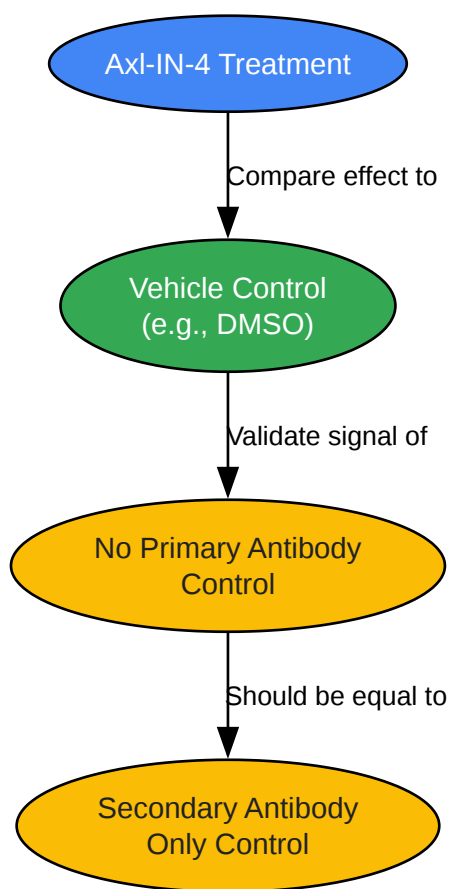 Axl-IN-4 Treatment
Compare effect to
Vehicle Control
(e.g., DMSO)
Validate signal of
No Primary Antibody
Control
Should be equal to
Secondary Antibody
Only Control